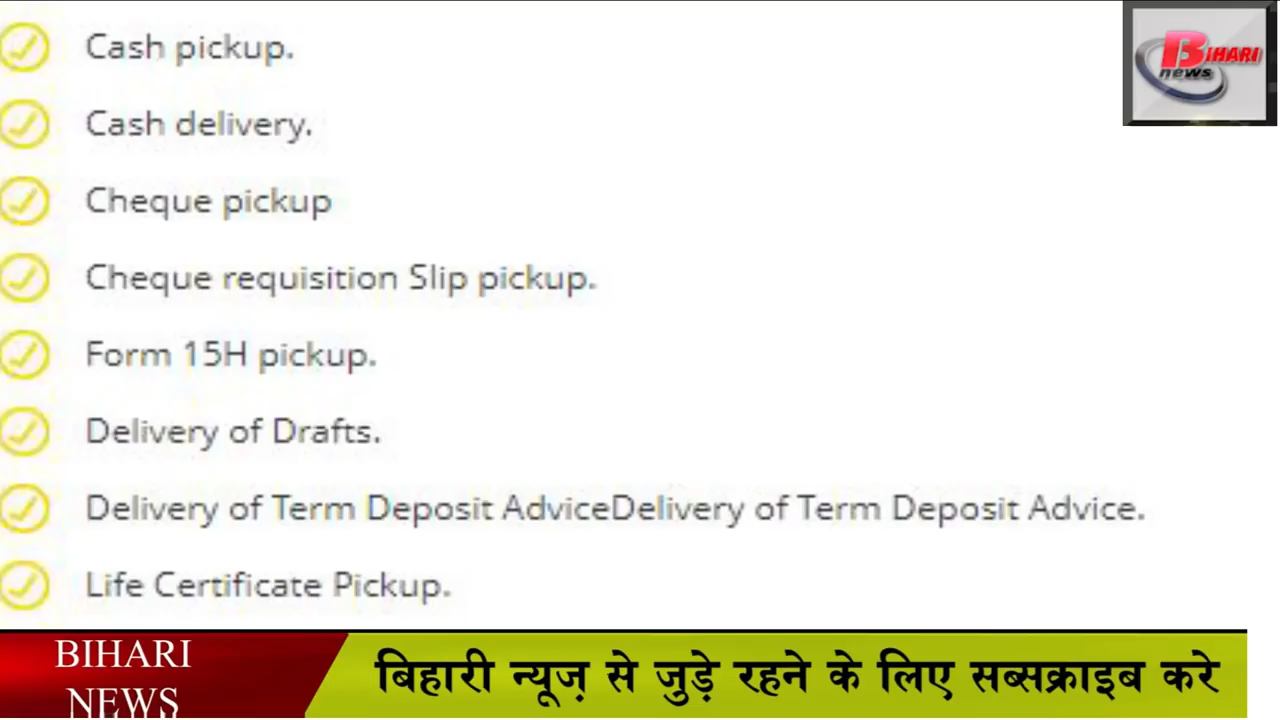 Cash pickup.
BIHARI
news
Cash delivery.
Cheque pickup
Cheque requisition Slip pickup.
Form 15H pickup.
Delivery of Drafts.
Delivery of Term Deposit AdviceDelivery of Term Deposit Advice.
Life Certificate Pickup.
BIHARI
NEWS
बिहारी न्यूज़ से जुड़े रहने के लिए सब्सक्राइब करे